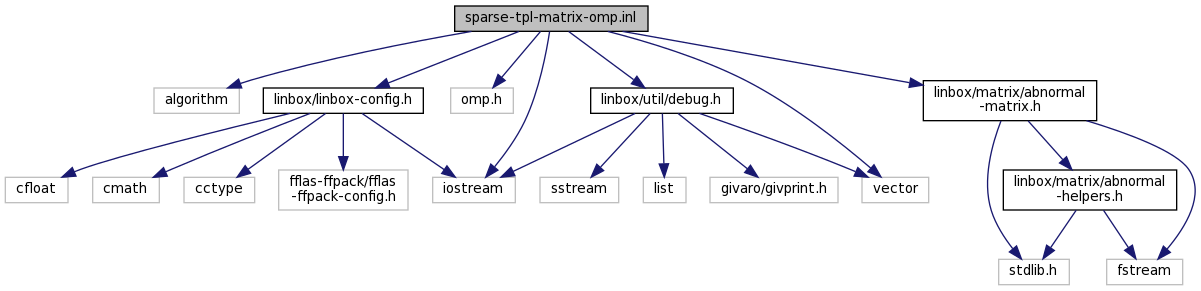 sparse-tpl-matrix-omp.inl
algorithm
linbox/linbox-config.h
omp.h
linbox/util/debug.h
linbox/matrix/abnormal
-matrix.h
cfloat
cmath
cctype
fflas-ffpack/fflas
-ffpack-config.h
iostream
sstream
list
givaro/givprint.h
vector
linbox/matrix/abnormal
-helpers.h
stdlib.h
fstream